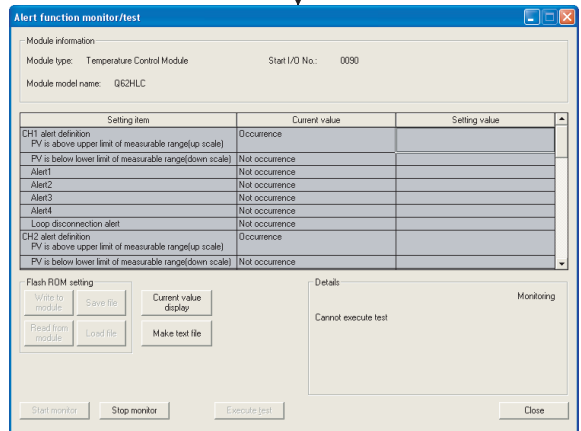 Alert function monitor/test
Module information
Module type: Temperature Control Module Start I/O No.: 0090
Module model name: Q62HLC
Setting item Current value Setting value
CH1 alert definition Occurrence
PV is above upper limit of measurable range(up scale)
PV is below lower limit of measurable range(down scale) Not occurrence
Alert1 Not occurrence
Alert2 Not occurrence
Alert3 Not occurrence
Alert4 Not occurrence
Loop disconnection alert Not occurrence
CH2 alert definition Occurrence
PV is above upper limit of measurable range(up scale)
PV is below lower limit of measurable range(down scale) Not occurrence
Flash ROM setting
Write to
module
Save file
Current value
display
Read from
module
Load file
Make text file
Details
Monitoring
Cannot execute test
Start monitor
Stop monitor
Execute test
Close